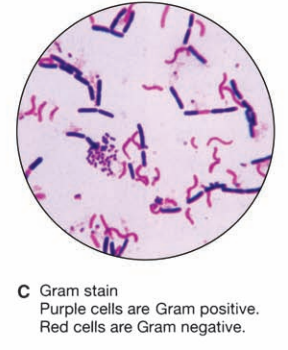 C Gram stain
Purple cells are Gram positive.
Red cells are Gram negative.